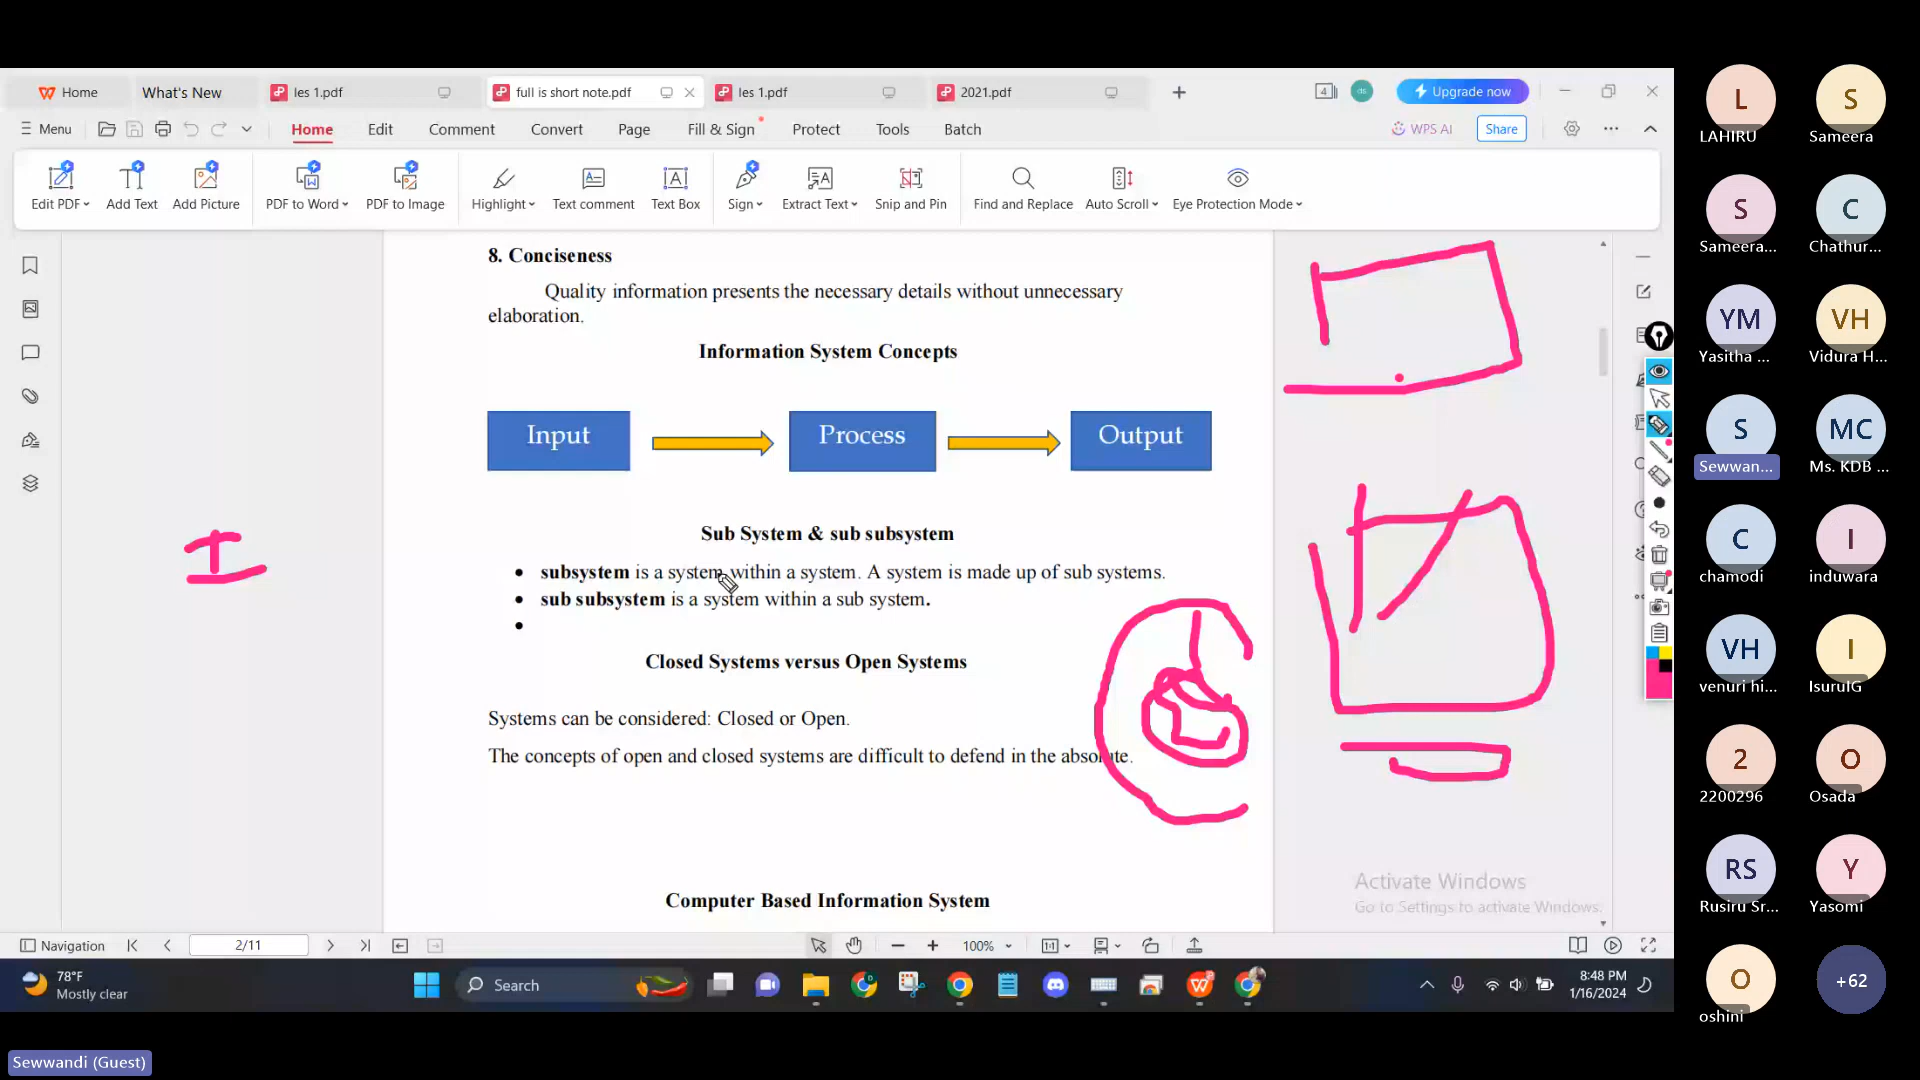 Home
What's New
les 1.pdf
full is short note.pdf
les 1.pdf
2021.pdf
4
ds
Upgrade now
Menu
Home
Edit
Comment
Convert
Page
Fill & Sign
Protect
Tools
Batch
WPS AI
Share
Edit PDF
Add Text
Add Picture
PDF to Word
PDF to Image
Highlight
Text comment
Text Box
Sign
Extract Text
Snip and Pin
Find and Replace
Auto Scroll
Eye Protection Mode
8. Conciseness
Quality information presents the necessary details without unnecessary
elaboration.
Information System Concepts
Input
Process
Output
Sub System & sub subsystem
• subsystem is a system within a system. A system is made up of sub systems.
• sub subsystem is a system within a sub system.
•
Closed Systems versus Open Systems
Systems can be considered: Closed or Open.
The concepts of open and closed systems are difficult to defend in the absolute.
Computer Based Information System
I
Activate Windows
Go to Settings to activate Windows.
Navigation
2/11
100%
78°F
Mostly clear
Search
8:48 PM
1/16/2024
Sewwandi (Guest)
L
LAHIRU
S
Sameera
S
Sameera...
C
Chathur...
YM
Yasitha ...
VH
Vidura H...
S
Sewwan...
MC
Ms. KDB ...
C
chamodi
I
induwara
VH
venuri hi...
I
IsuruIG
2
2200296
O
Osada
RS
Rusiru Sr...
Y
Yasomi
O
oshini
+62